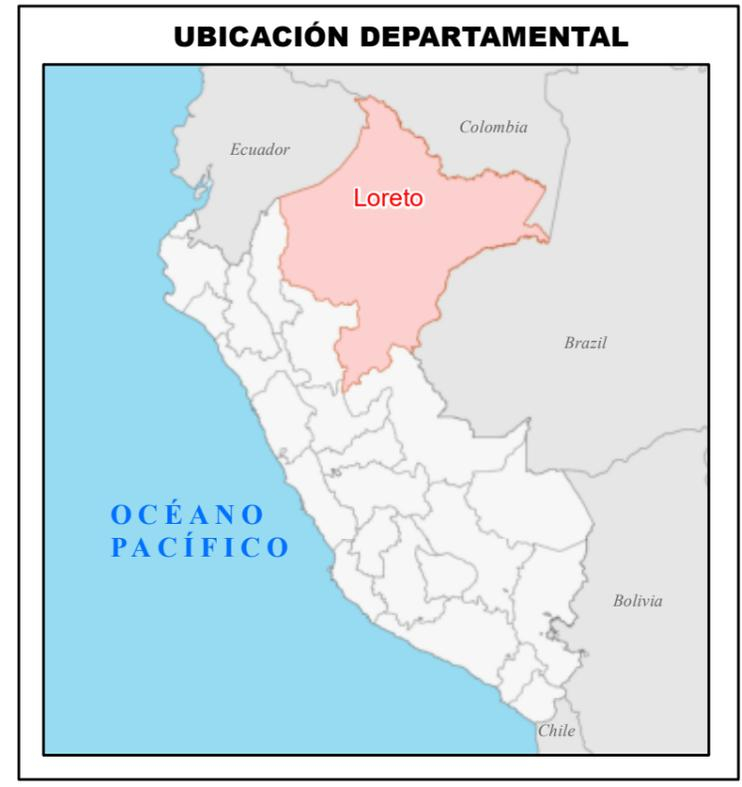 UBICACIÓN DEPARTAMENTAL
Colombia
Ecuador
Loreto
Brazil
OCÉANO
PACÍFICO
Bolivia
Chile